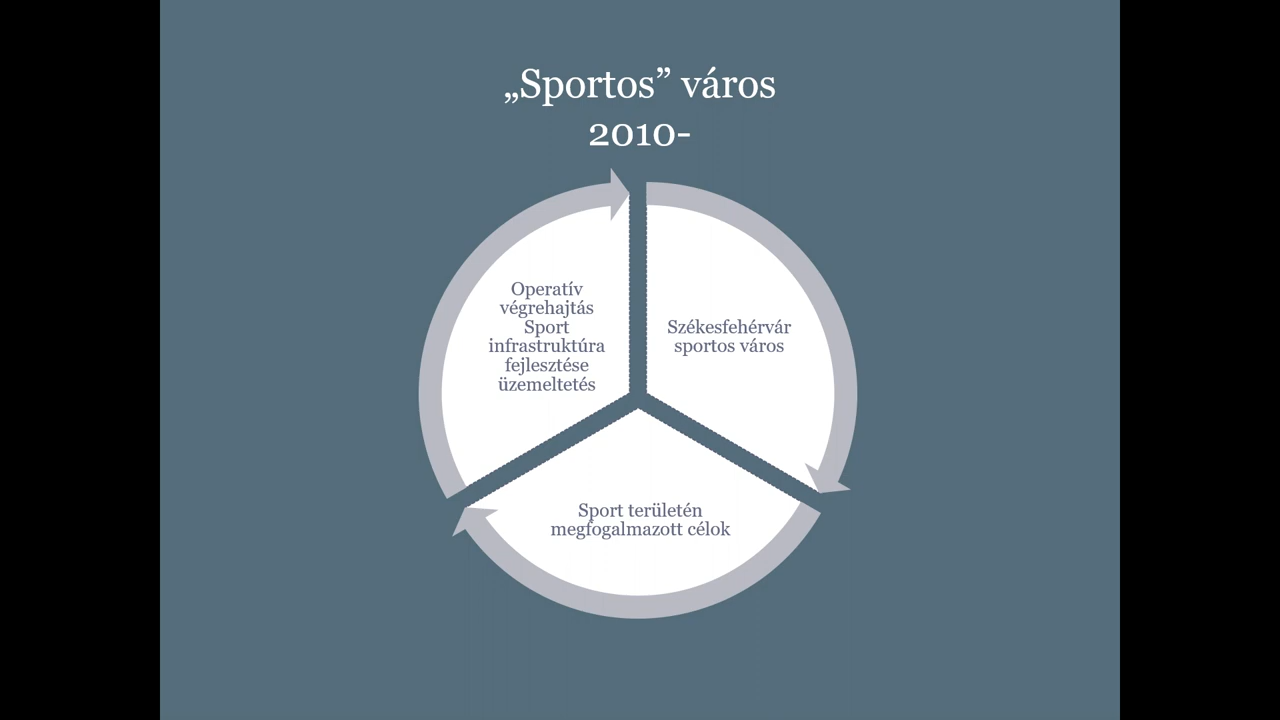 „Sportos” város
2010-
Operatív
végrehajtás
Sport
infrastruktúra
fejlesztése
üzemeltetés
Székesfehérvár
sportos város
Sport területén
megfogalmazott célok